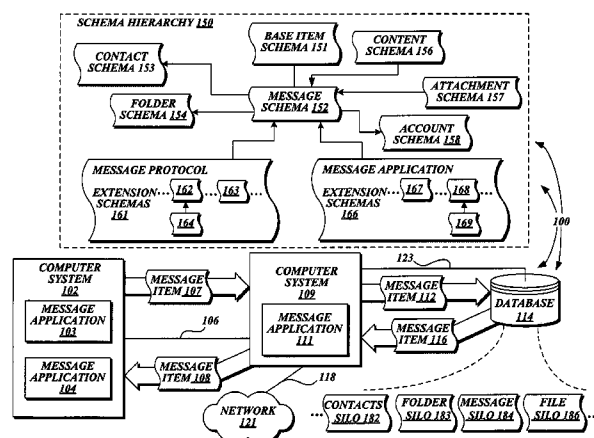 SCHEMA HIERARCHY 150
BASE ITEM
SCHEMA 151
CONTENT
SCHEMA 156
CONTACT
SCHEMA 153
MESSAGE
SCHEMA 152
ATTACHMENT
SCHEMA 157
FOLDER
SCHEMA 154
ACCOUNT
SCHEMA 158
MESSAGE PROTOCOL
EXTENSION
SCHEMAS
161
162
163
164
MESSAGE APPLICATION
EXTENSION
SCHEMAS
166
167
168
169
100
123
COMPUTER
SYSTEM
102
MESSAGE
APPLICATION
103
MESSAGE
APPLICATION
104
MESSAGE
ITEM 107
106
MESSAGE
ITEM 108
COMPUTER
SYSTEM
109
MESSAGE
APPLICATION
111
MESSAGE
ITEM 112
MESSAGE
ITEM 116
DATABASE
114
118
NETWORK
121
CONTACTS
SILO 182
FOLDER
SILO 183
MESSAGE
SILO 184
FILE
SILO 186